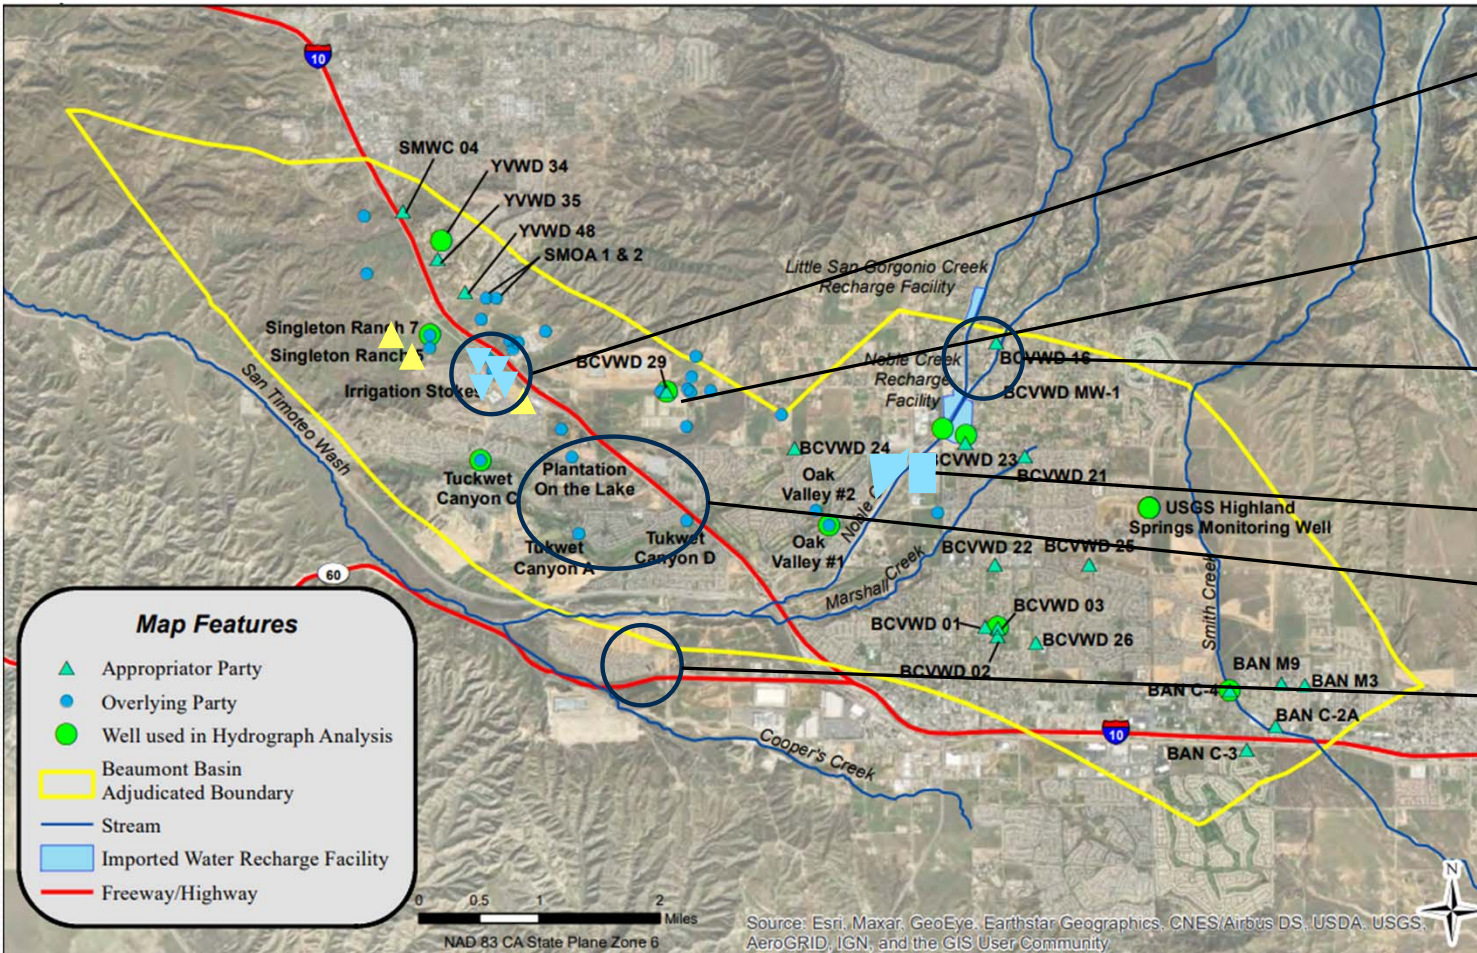 10
SMWC 04
YVWD 34
YVWD 35
YVWD 48
SMOA 1 & 2
Little San Gorgonio Creek
Recharge Facility
Singleton Ranch 7
Singleton Ranch 5
Irrigation Stokes
BCVWD 29
Noble Creek
Recharge
Facility
BCVWD 16
BCVWD MW-1
San Timoteo Wash
Tuckwet
Canyon C
Plantation
On the Lake
BCVWD 24
Oak
Valley #2
BCVWD 23
BCVWD 21
Noble
USGS Highland
Springs Monitoring Well
Tukwet
Canyon A
Tukwet
Canyon D
Oak
Valley #1
BCVWD 22
BCVWD 25
Marshall Creek
Smith Creek
60
BCVWD 01
BCVWD 03
BCVWD 02
BCVWD 26
BAN M9
BAN M3
BAN C-4
BAN C-2A
BAN C-3
10
Cooper's Creek
Map Features
Appropriator Party
Overlying Party
Well used in Hydrograph Analysis
Beaumont Basin
Adjudicated Boundary
Stream
Imported Water Recharge Facility
Freeway/Highway
0 0.5 1 2
Miles
NAD 83 CA State Plane Zone 6
Source: Esri, Maxar, GeoEye, Earthstar Geographics, CNES/Airbus DS, USDA, USGS,
AeroGRID, IGN, and the GIS User Community
N